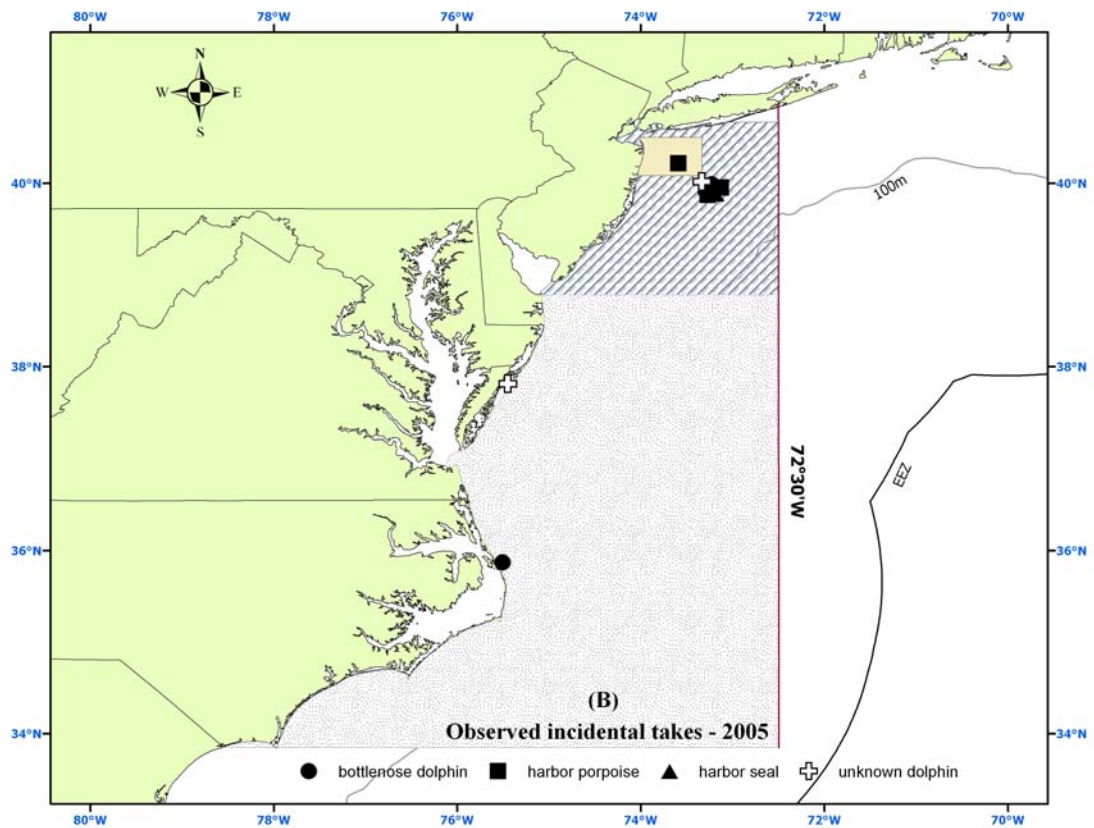 80°W 78°W 76°W 74°W 72°W 70°W
N
W E
S
40°N 40°N
100m
38°N 38°N
72°30'W
EEZ
36°N 36°N
34°N 34°N
(B)
Observed incidental takes - 2005
bottlenose dolphin harbor porpoise harbor seal unknown dolphin
80°W 78°W 76°W 74°W 72°W 70°W